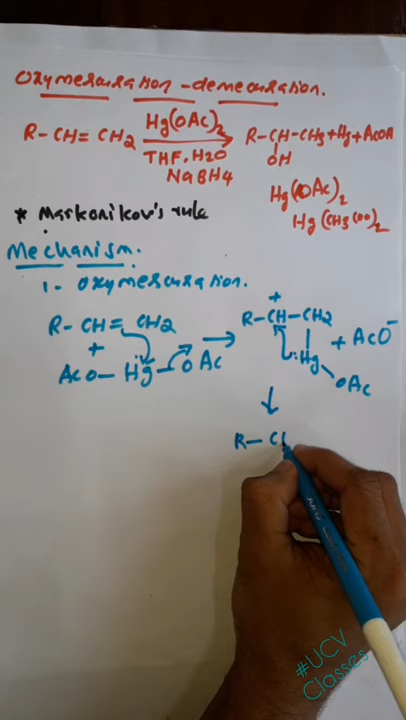 Oxymercuration-demercuration.
R-CH=CH2 Hg(OAc)2 R-CH-CH3+Hg+AcOH
THF.H2O OH
NaBH4
Hg(OAc)2
Hg(CH3COO)2
* Markonikov's rule
Mechanism.
1- Oxymercuration.
R-CH=CH2 R-CH-CH2 + AcO-
+
+ Hg
AcO-Hg-OAc OAc
R-C
#UCV
Classes